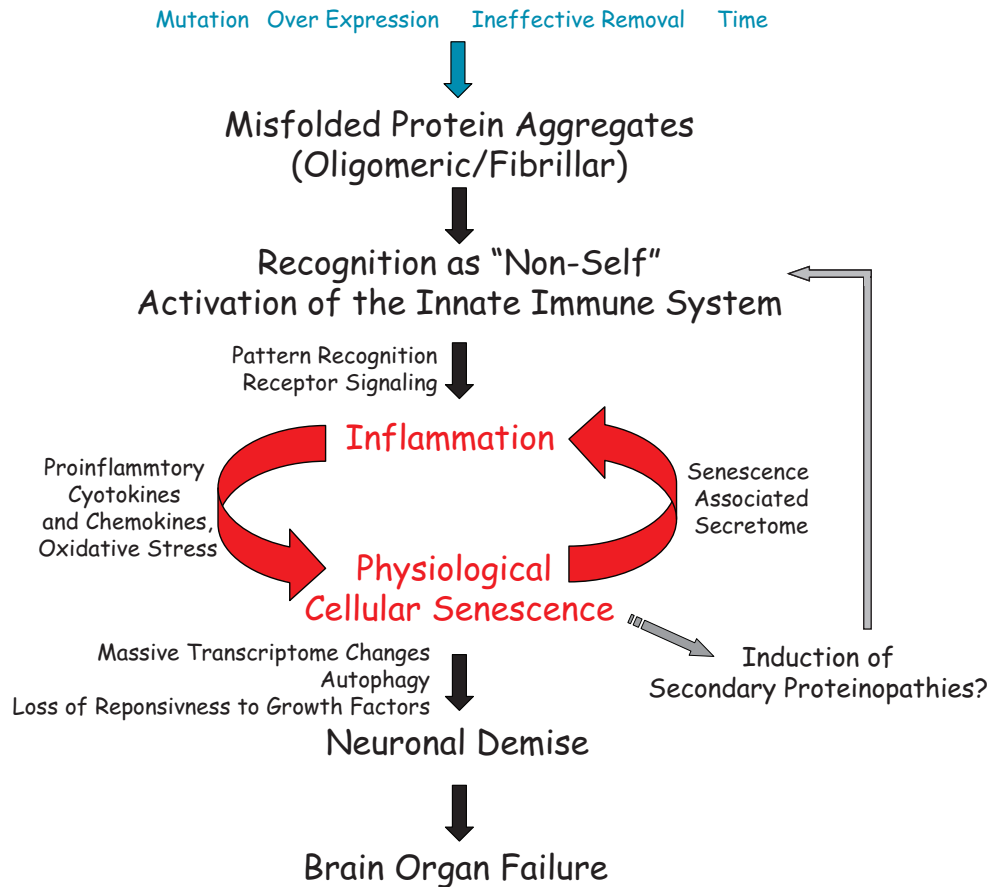 Mutation Over Expression Ineffective Removal Time
Misfolded Protein Aggregates
(Oligomeric/Fibrillar)
Recognition as “Non-Self”
Activation of the Innate Immune System
Pattern Recognition
Receptor Signaling
Inflammation
Proinflammtory
Cyotokines
and Chemokines,
Oxidative Stress
Senescence
Associated
Secretome
Physiological
Cellular Senescence
Massive Transcriptome Changes
Autophagy
Loss of Reponsivness to Growth Factors
Induction of
Secondary Proteinopathies?
Neuronal Demise
Brain Organ Failure